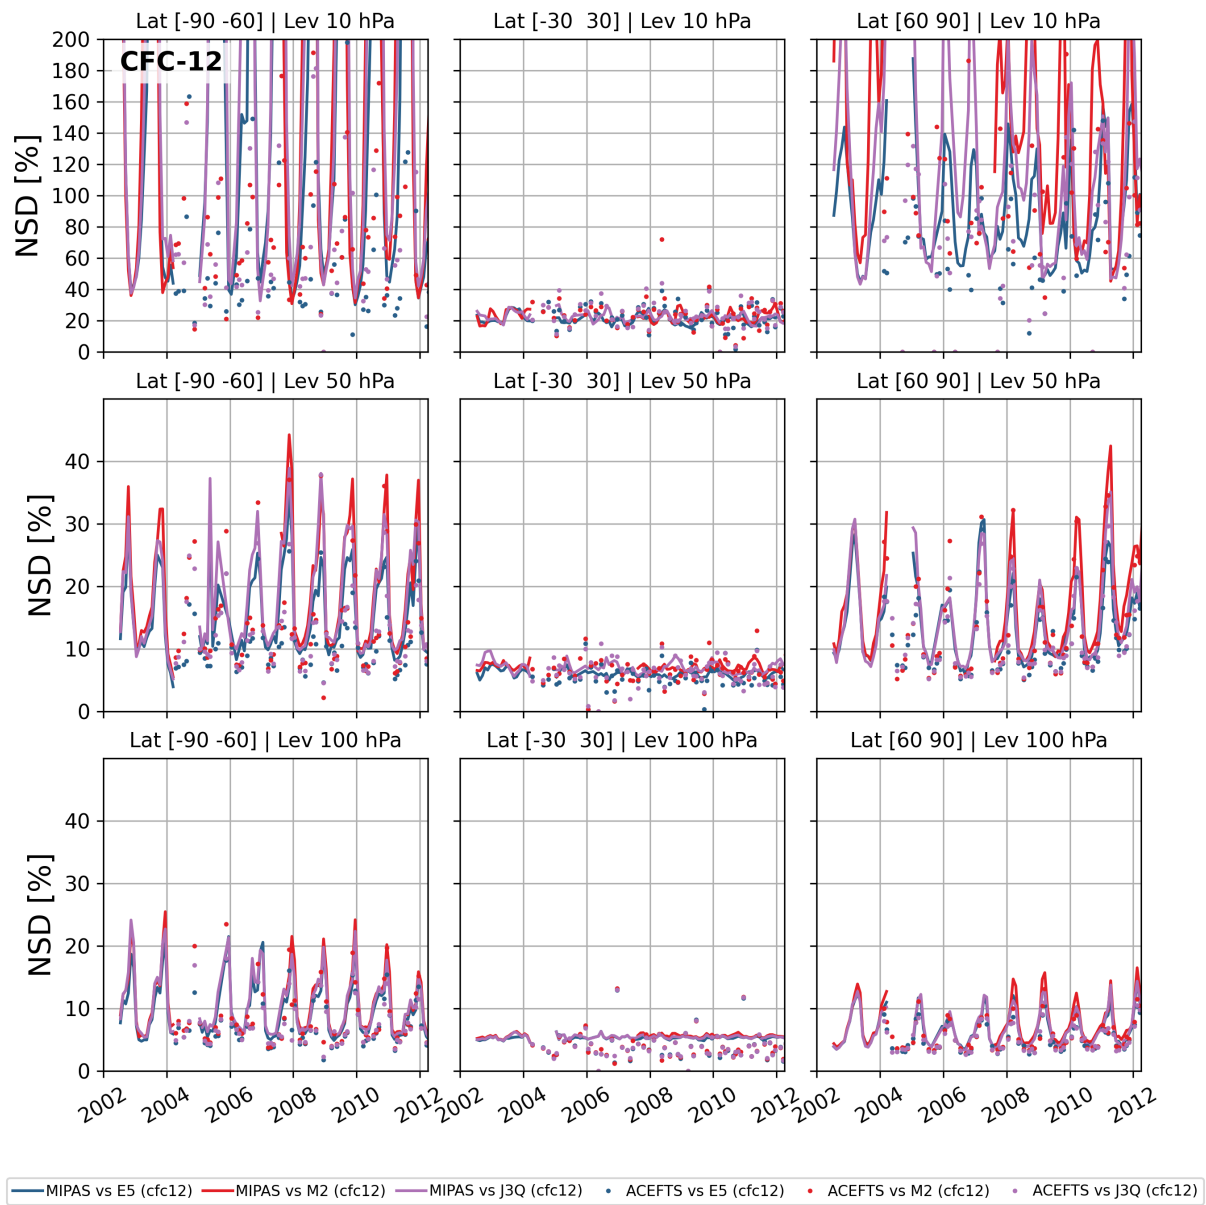 Lat [-90 -60] | Lev 10 hPa
Lat [-30  30] | Lev 10 hPa
Lat [60 90] | Lev 10 hPa
CFC-12
NSD [%]
200
180
160
140
120
100
80
60
40
20
0
Lat [-90 -60] | Lev 50 hPa
Lat [-30  30] | Lev 50 hPa
Lat [60 90] | Lev 50 hPa
NSD [%]
40
30
20
10
0
Lat [-90 -60] | Lev 100 hPa
Lat [-30  30] | Lev 100 hPa
Lat [60 90] | Lev 100 hPa
NSD [%]
40
30
20
10
0
2002 2004 2006 2008 2010 2012
2002 2004 2006 2008 2010 2012
2002 2004 2006 2008 2010 2012
MIPAS vs E5 (cfc12) MIPAS vs M2 (cfc12) MIPAS vs J3Q (cfc12) ACEFTS vs E5 (cfc12) ACEFTS vs M2 (cfc12) ACEFTS vs J3Q (cfc12)